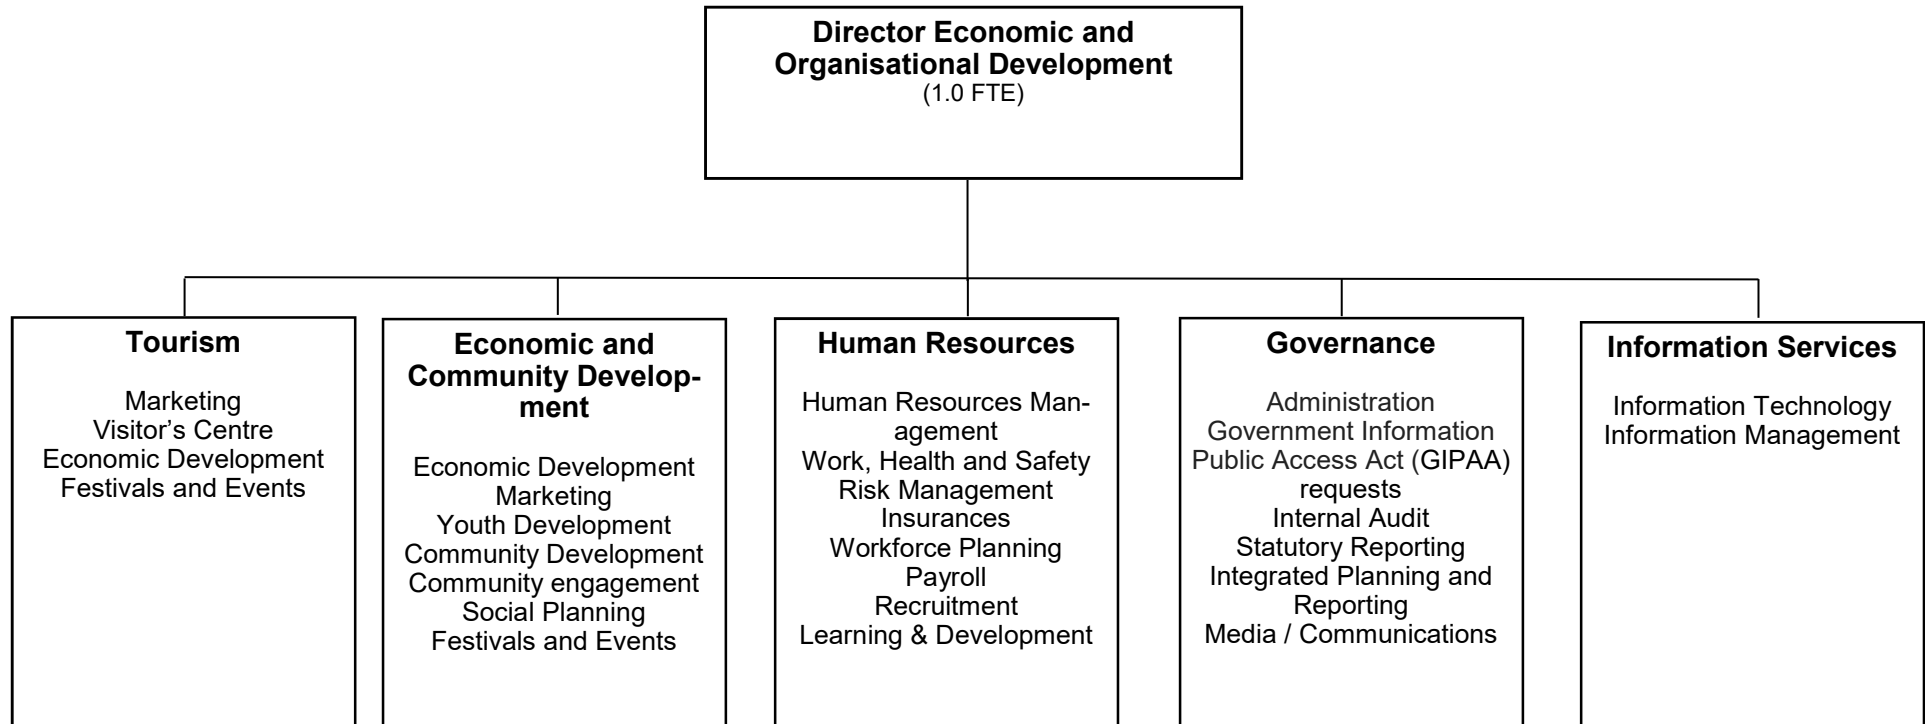 Director Economic and
Organisational Development
(1.0 FTE)
Tourism
Marketing
Visitor’s Centre
Economic Development
Festivals and Events
Economic and
Community Develop-
ment
Economic Development
Marketing
Youth Development
Community Development
Community engagement
Social Planning
Festivals and Events
Human Resources
Human Resources Man-
agement
Work, Health and Safety
Risk Management
Insurances
Workforce Planning
Payroll
Recruitment
Learning & Development
Governance
Administration
Government Information
Public Access Act (GIPAA)
requests
Internal Audit
Statutory Reporting
Integrated Planning and
Reporting
Media / Communications
Information Services
Information Technology
Information Management